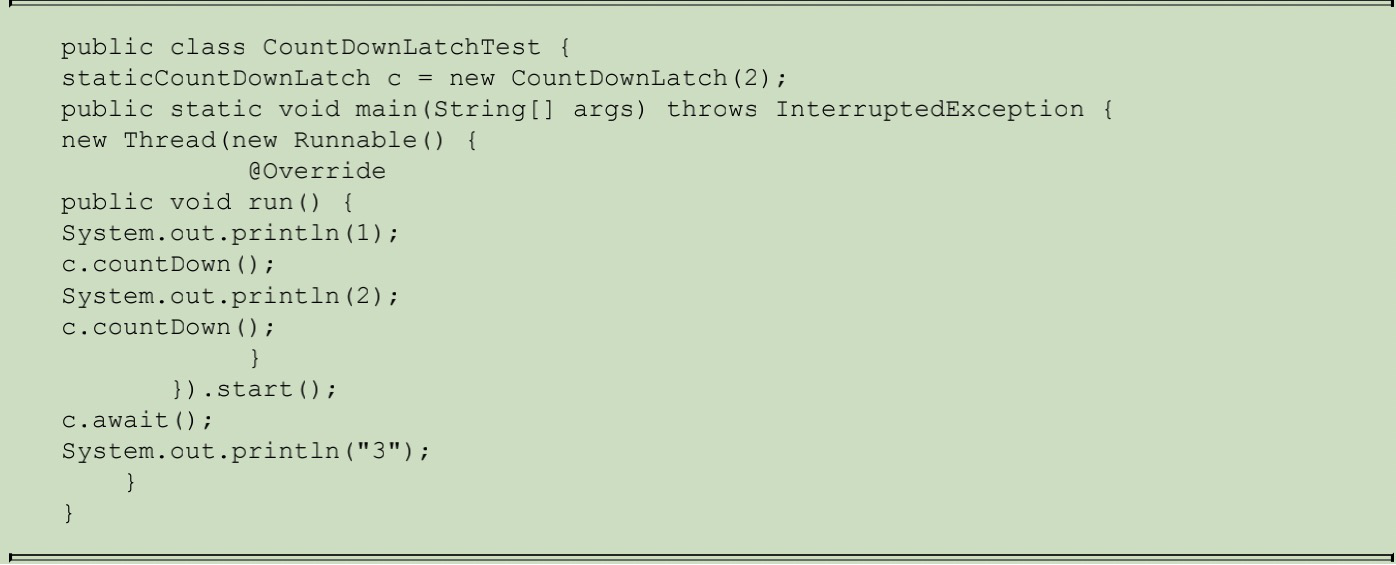 public class CountDownLatchTest {
staticCountDownLatch c = new CountDownLatch(2);
public static void main(String[] args) throws InterruptedException {
new Thread(new Runnable() {
@Override
public void run() {
System.out.println(1);
c.countDown();
System.out.println(2);
c.countDown();
}
}).start();
c.await();
System.out.println("3");
}
}